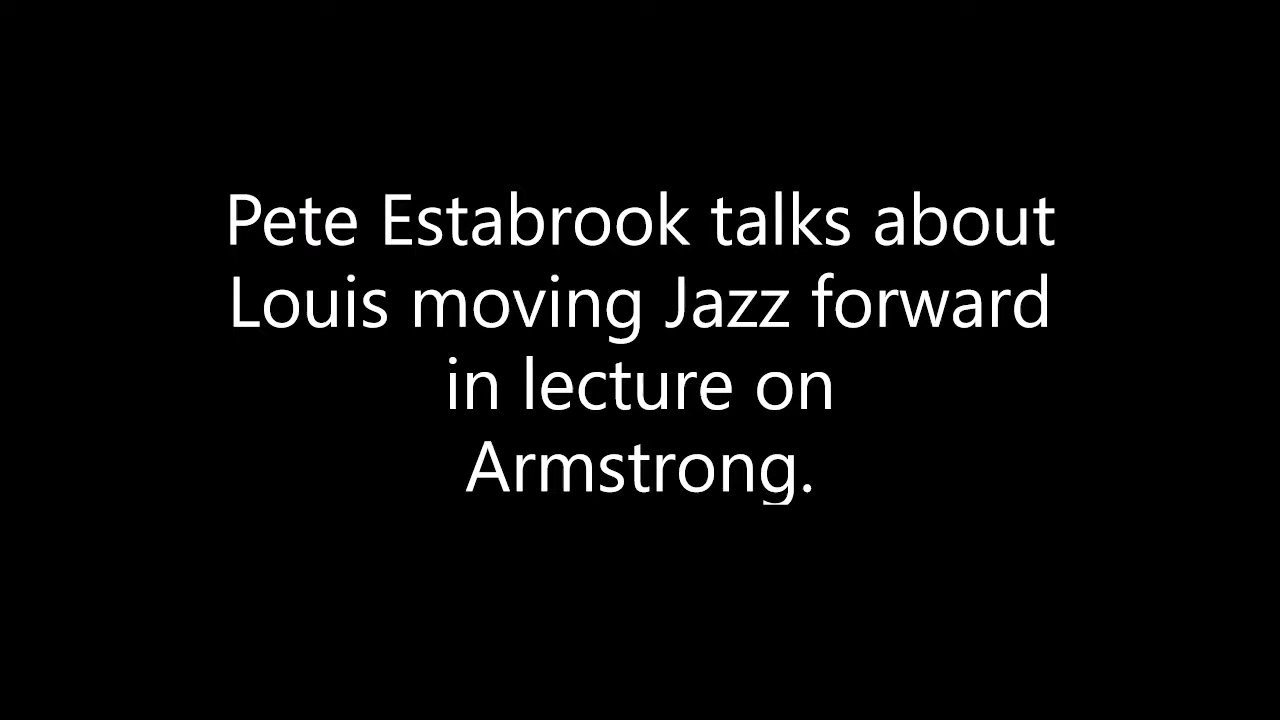 Pete Estabrook talks about
Louis moving Jazz forward
in lecture on
Armstrong.